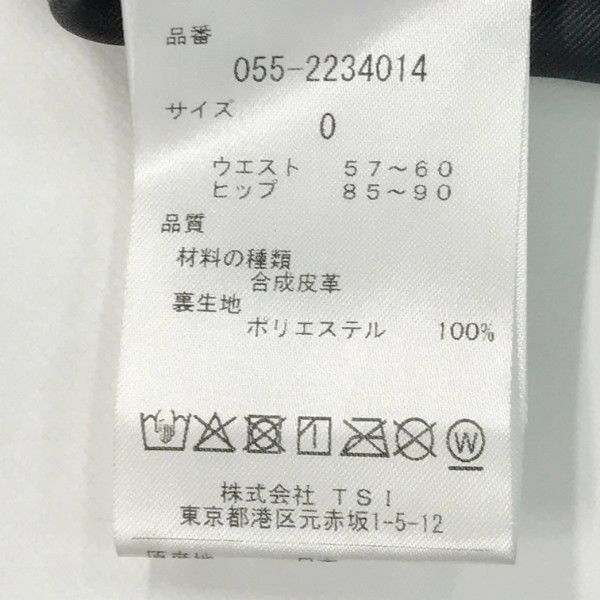 品番
055-2234014
サイズ
0
ウエスト 57～60
ヒップ 85～90
品質
材料の種類
合成皮革
裏生地
ポリエステル 100%
W
株式会社 TSI
東京都港区元赤坂1-5-12